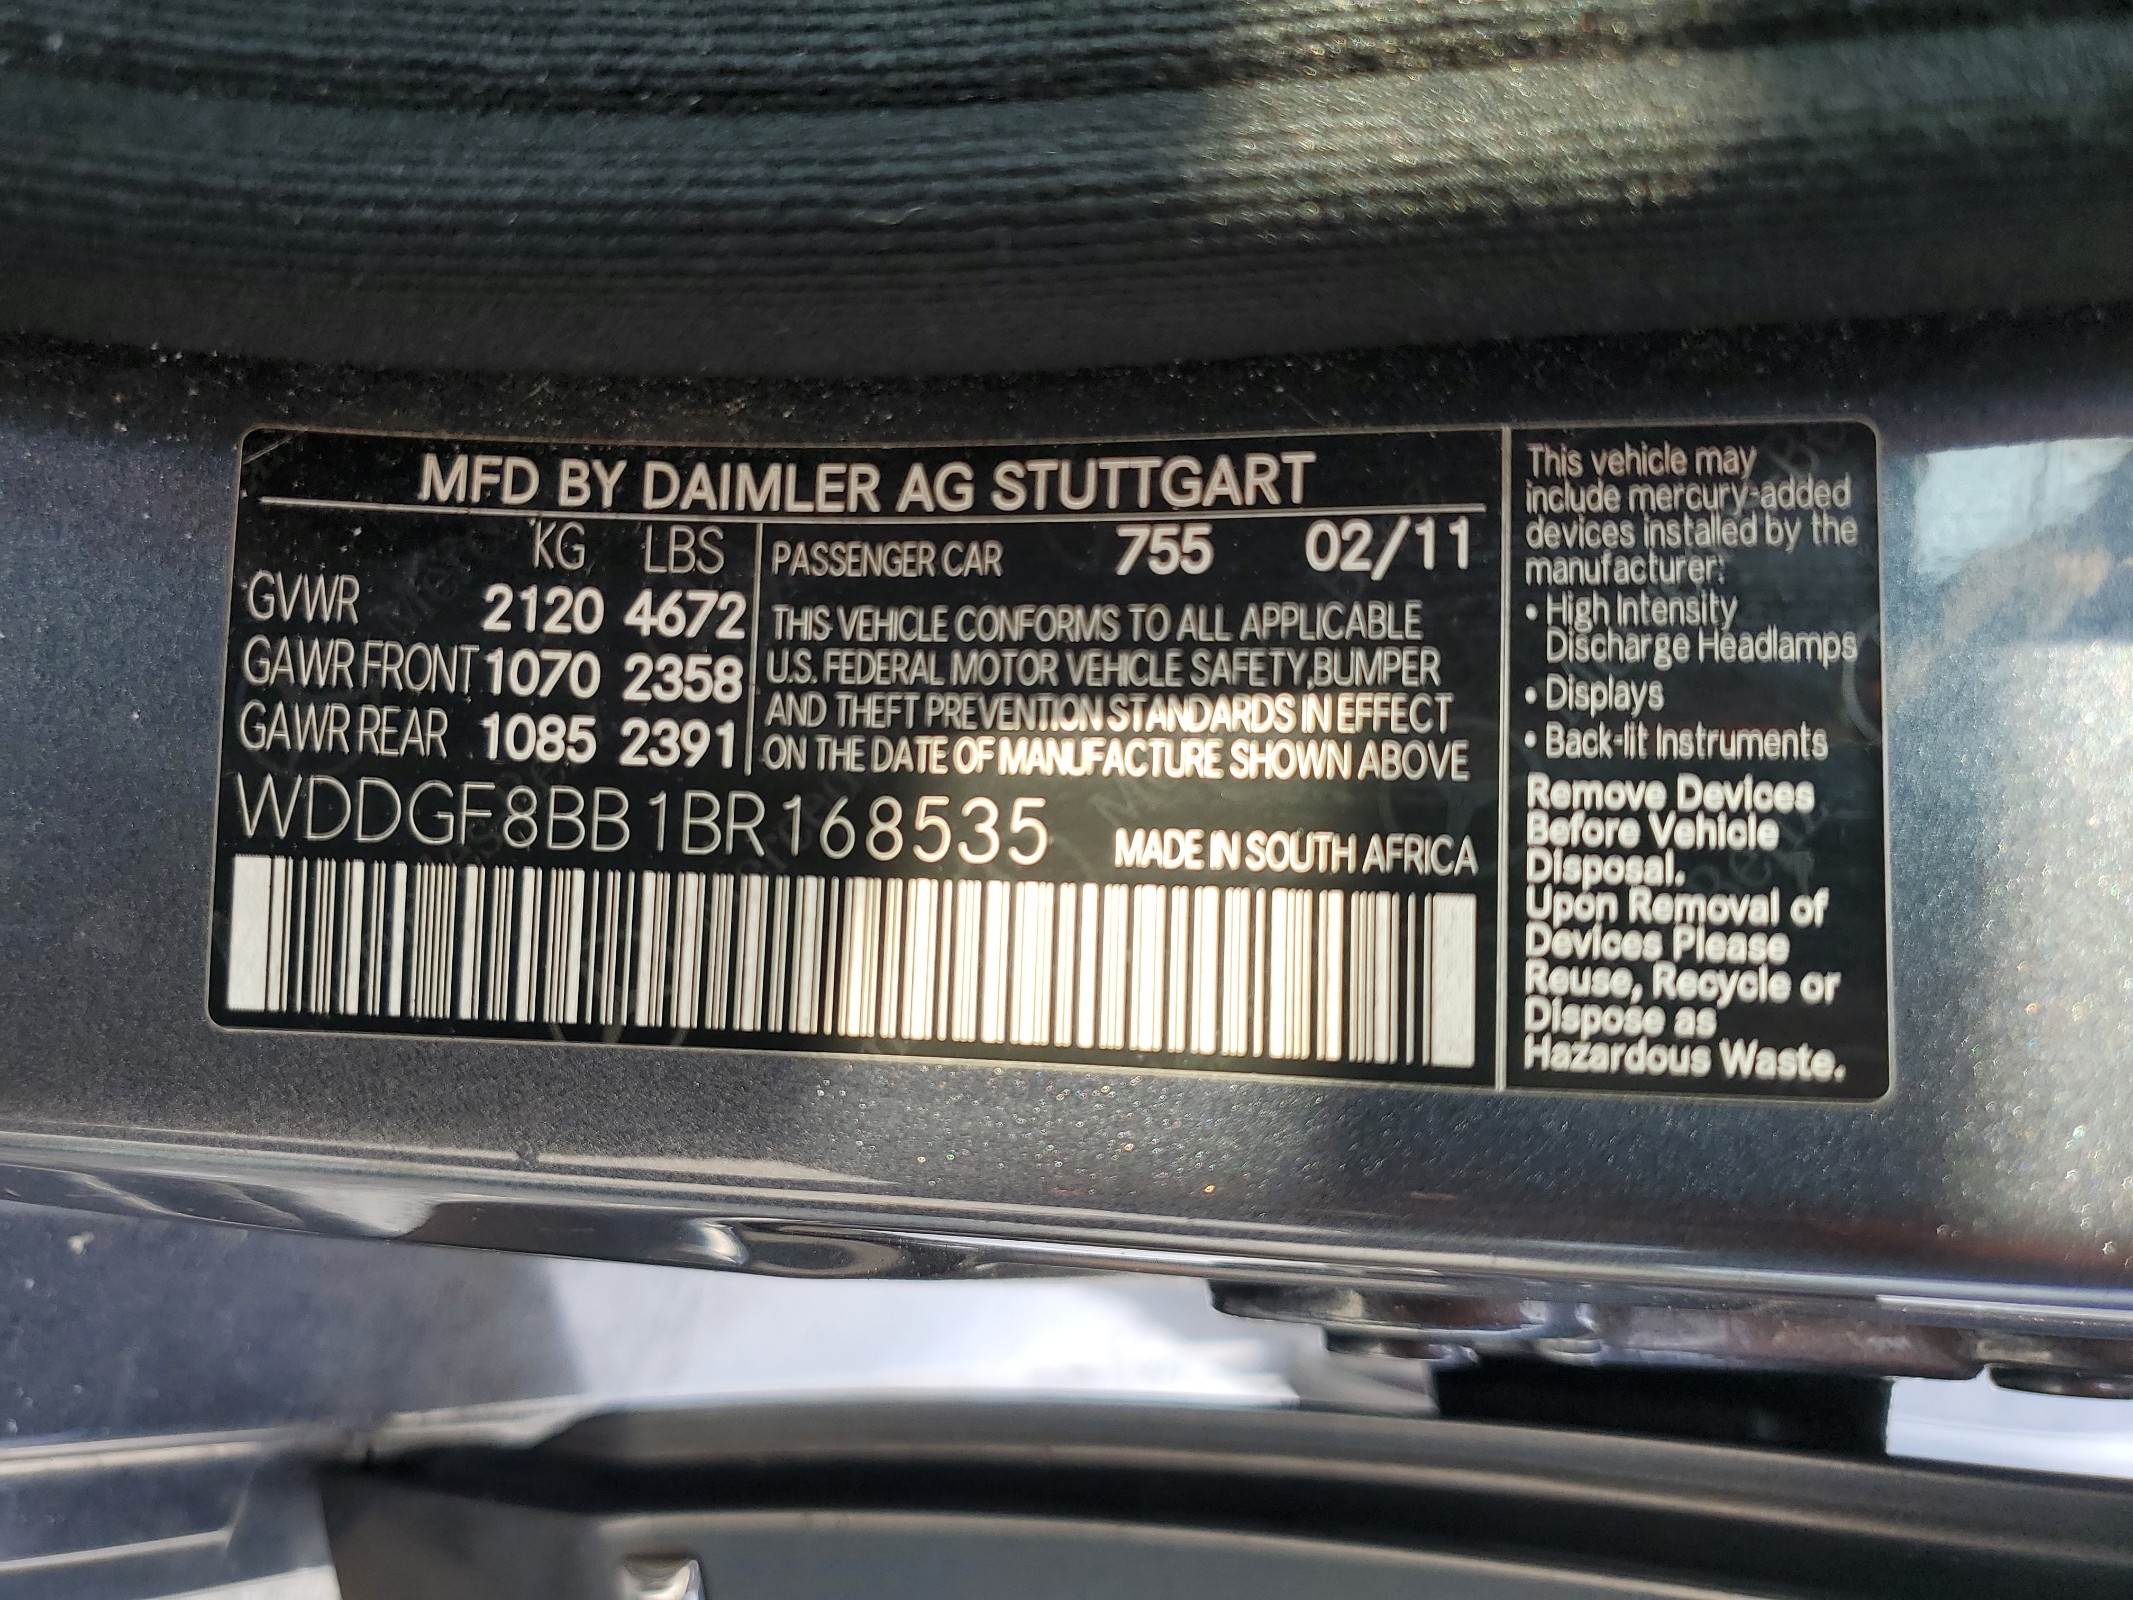 MFD BY DAIMLER AG STUTTGART
KG LBS
GVWR 2120 4672
GAWR FRONT 1070 2358
GAWR REAR 1085 2391
PASSENGER CAR 755 02/11
THIS VEHICLE CONFORMS TO ALL APPLICABLE
U.S. FEDERAL MOTOR VEHICLE SAFETY,BUMPER
AND THEFT PREVENTION STANDARDS IN EFFECT
ON THE DATE OF MANUFACTURE SHOWN ABOVE
WDDGF8BB1BR168535
MADE IN SOUTH AFRICA
This vehicle may
include mercury-added
devices installed by the
manufacturer:
• High Intensity
Discharge Headlamps
• Displays
• Back-lit Instruments
Remove Devices
Before Vehicle
Disposal.
Upon Removal of
Devices Please
Reuse, Recycle or
Dispose as
Hazardous Waste.